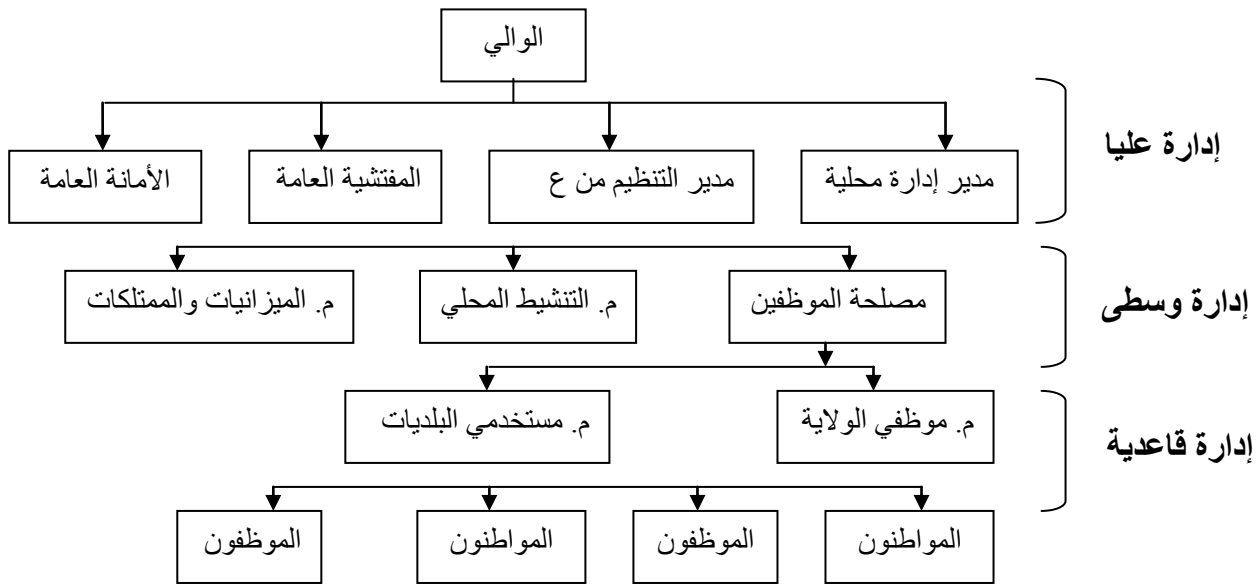 الوالي
إدارة عليا
مدير إدارة محلية
مدير التنظيم من ع
المفتشية العامة
الأمانة العامة
إدارة وسطى
مصلحة الموظفين
م. التنشيط المحلي
م. الميزانيات والممتلكات
إدارة قاعدية
م. موظفي الولاية
م. مستخدمي البلديات
المواطنون
الموظفون
المواطنون
الموظفون